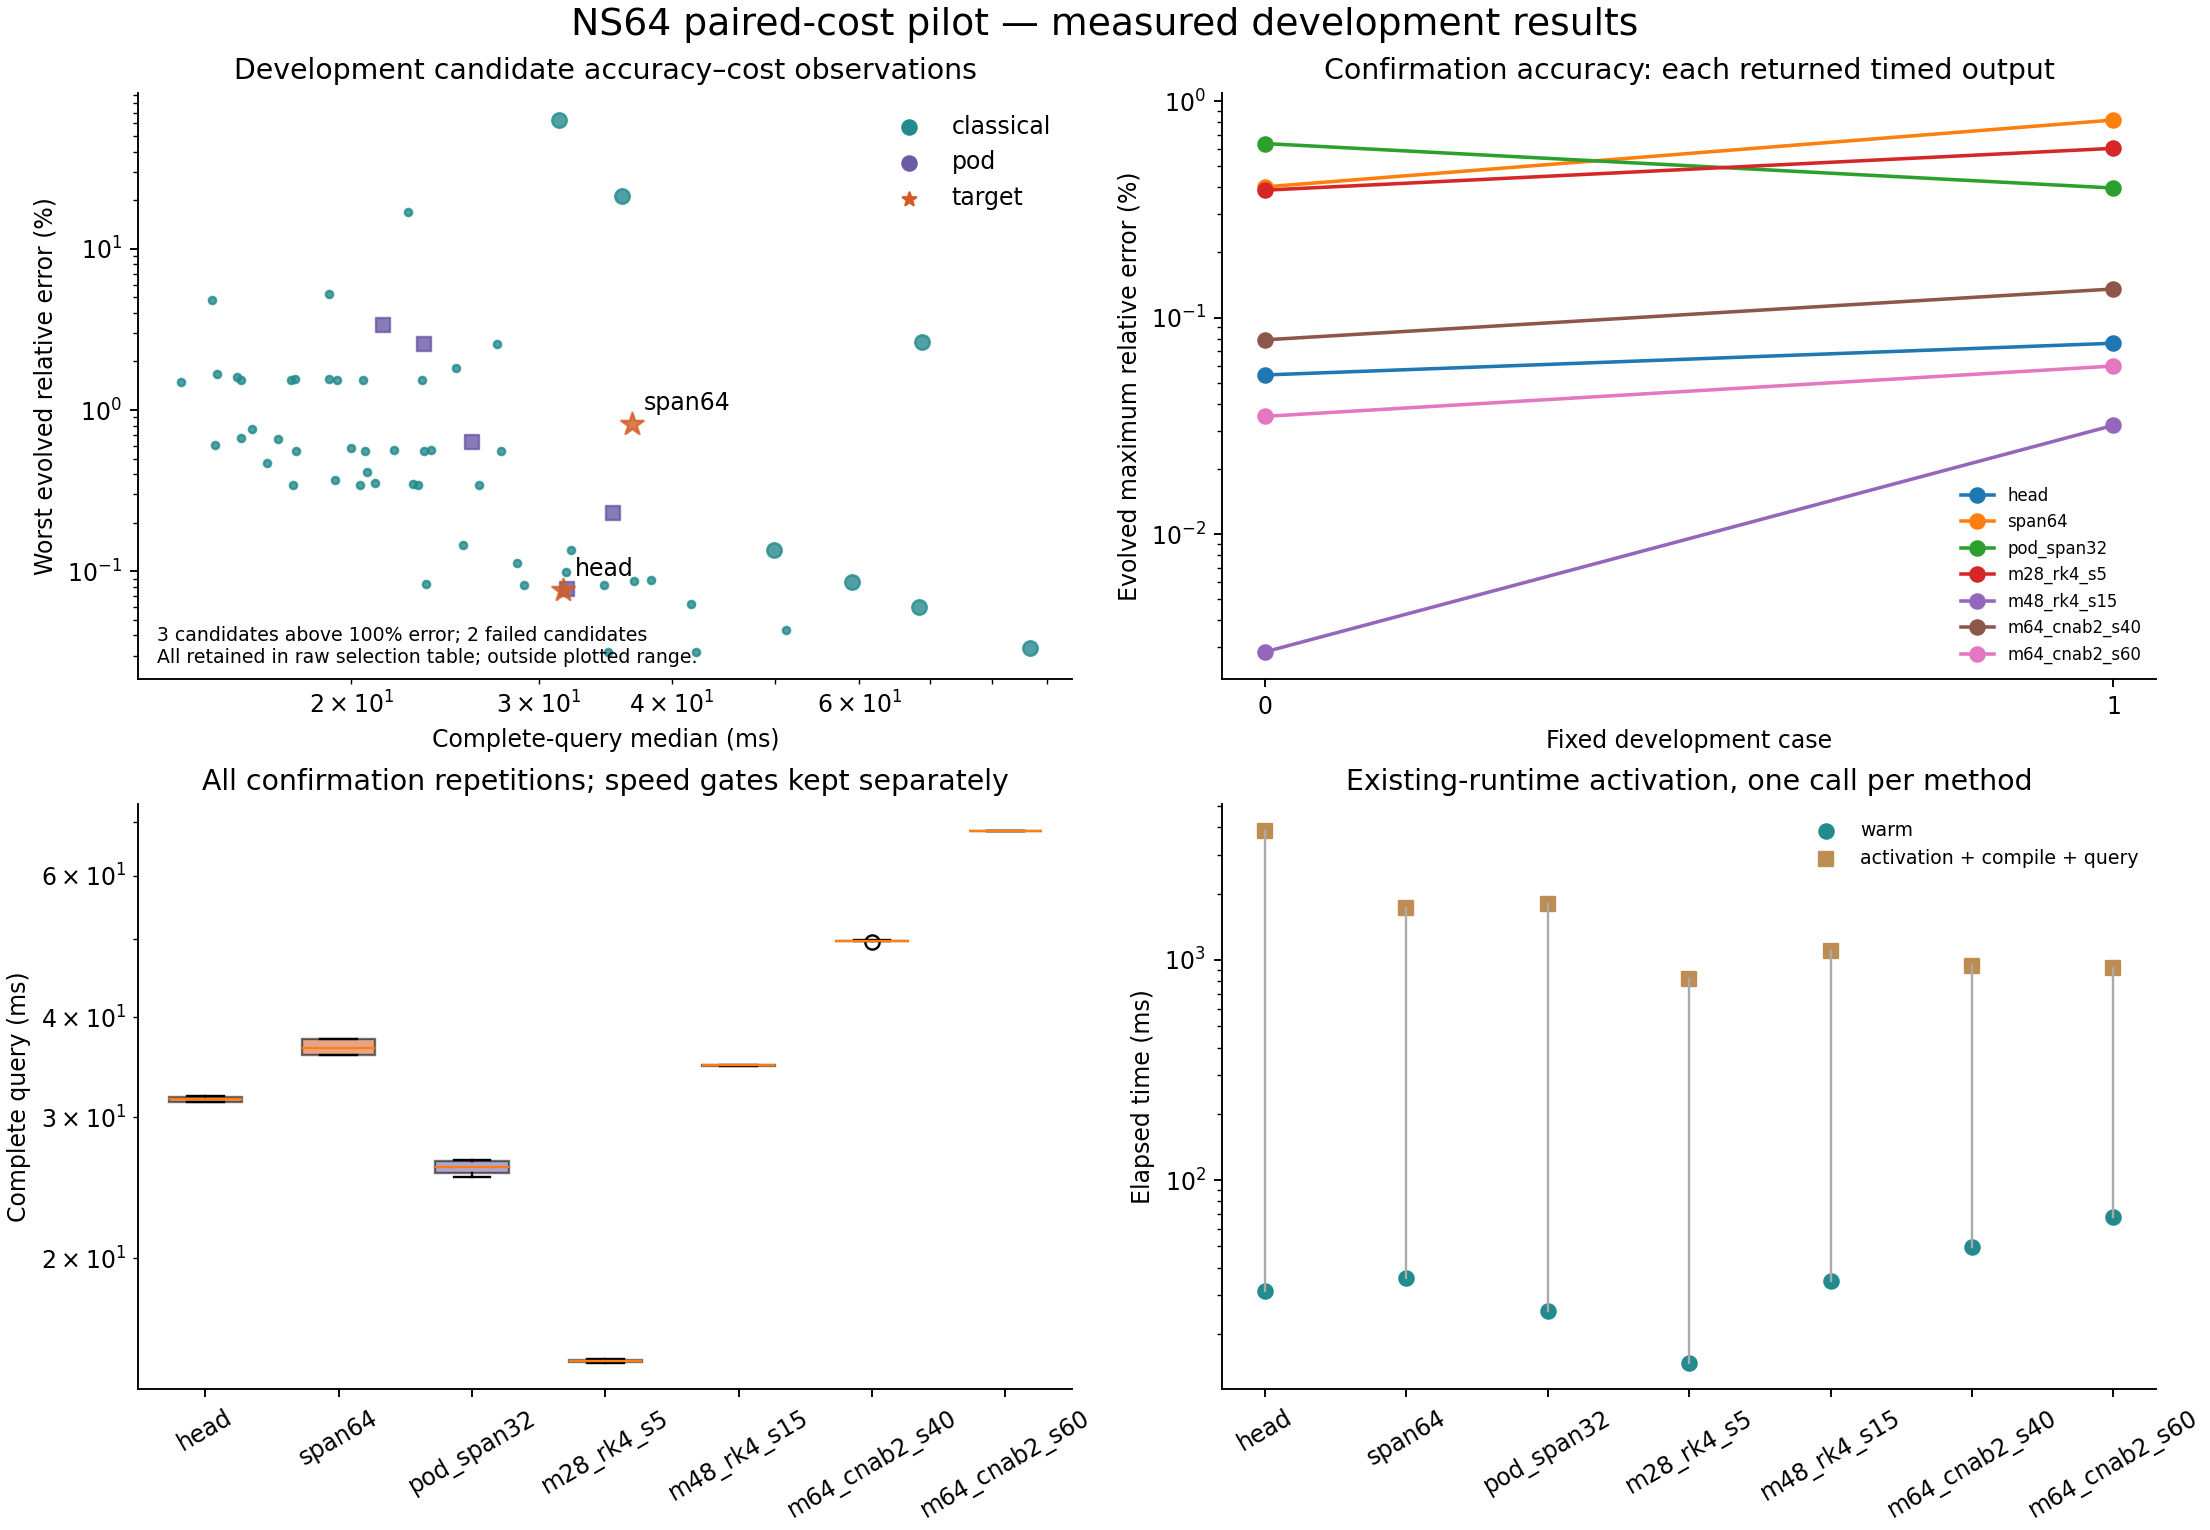 NS64 paired-cost pilot — measured development results
Development candidate accuracy–cost observations
Worst evolved relative error (%)
10¹
10⁰
10⁻¹
classical
pod
target
span64
head
3 candidates above 100% error; 2 failed candidates
All retained in raw selection table; outside plotted range.
2 × 10¹
3 × 10¹
4 × 10¹
6 × 10¹
Complete-query median (ms)
Confirmation accuracy: each returned timed output
Evolved maximum relative error (%)
10⁰
10⁻¹
10⁻²
head
span64
pod_span32
m28_rk4_s5
m48_rk4_s15
m64_cnab2_s40
m64_cnab2_s60
0
1
Fixed development case
All confirmation repetitions; speed gates kept separately
Complete query (ms)
6 × 10¹
4 × 10¹
3 × 10¹
2 × 10¹
head
span64
pod_span32
m28_rk4_s5
m48_rk4_s15
m64_cnab2_s40
m64_cnab2_s60
Existing-runtime activation, one call per method
Elapsed time (ms)
10³
10²
warm
activation + compile + query
head
span64
pod_span32
m28_rk4_s5
m48_rk4_s15
m64_cnab2_s40
m64_cnab2_s60